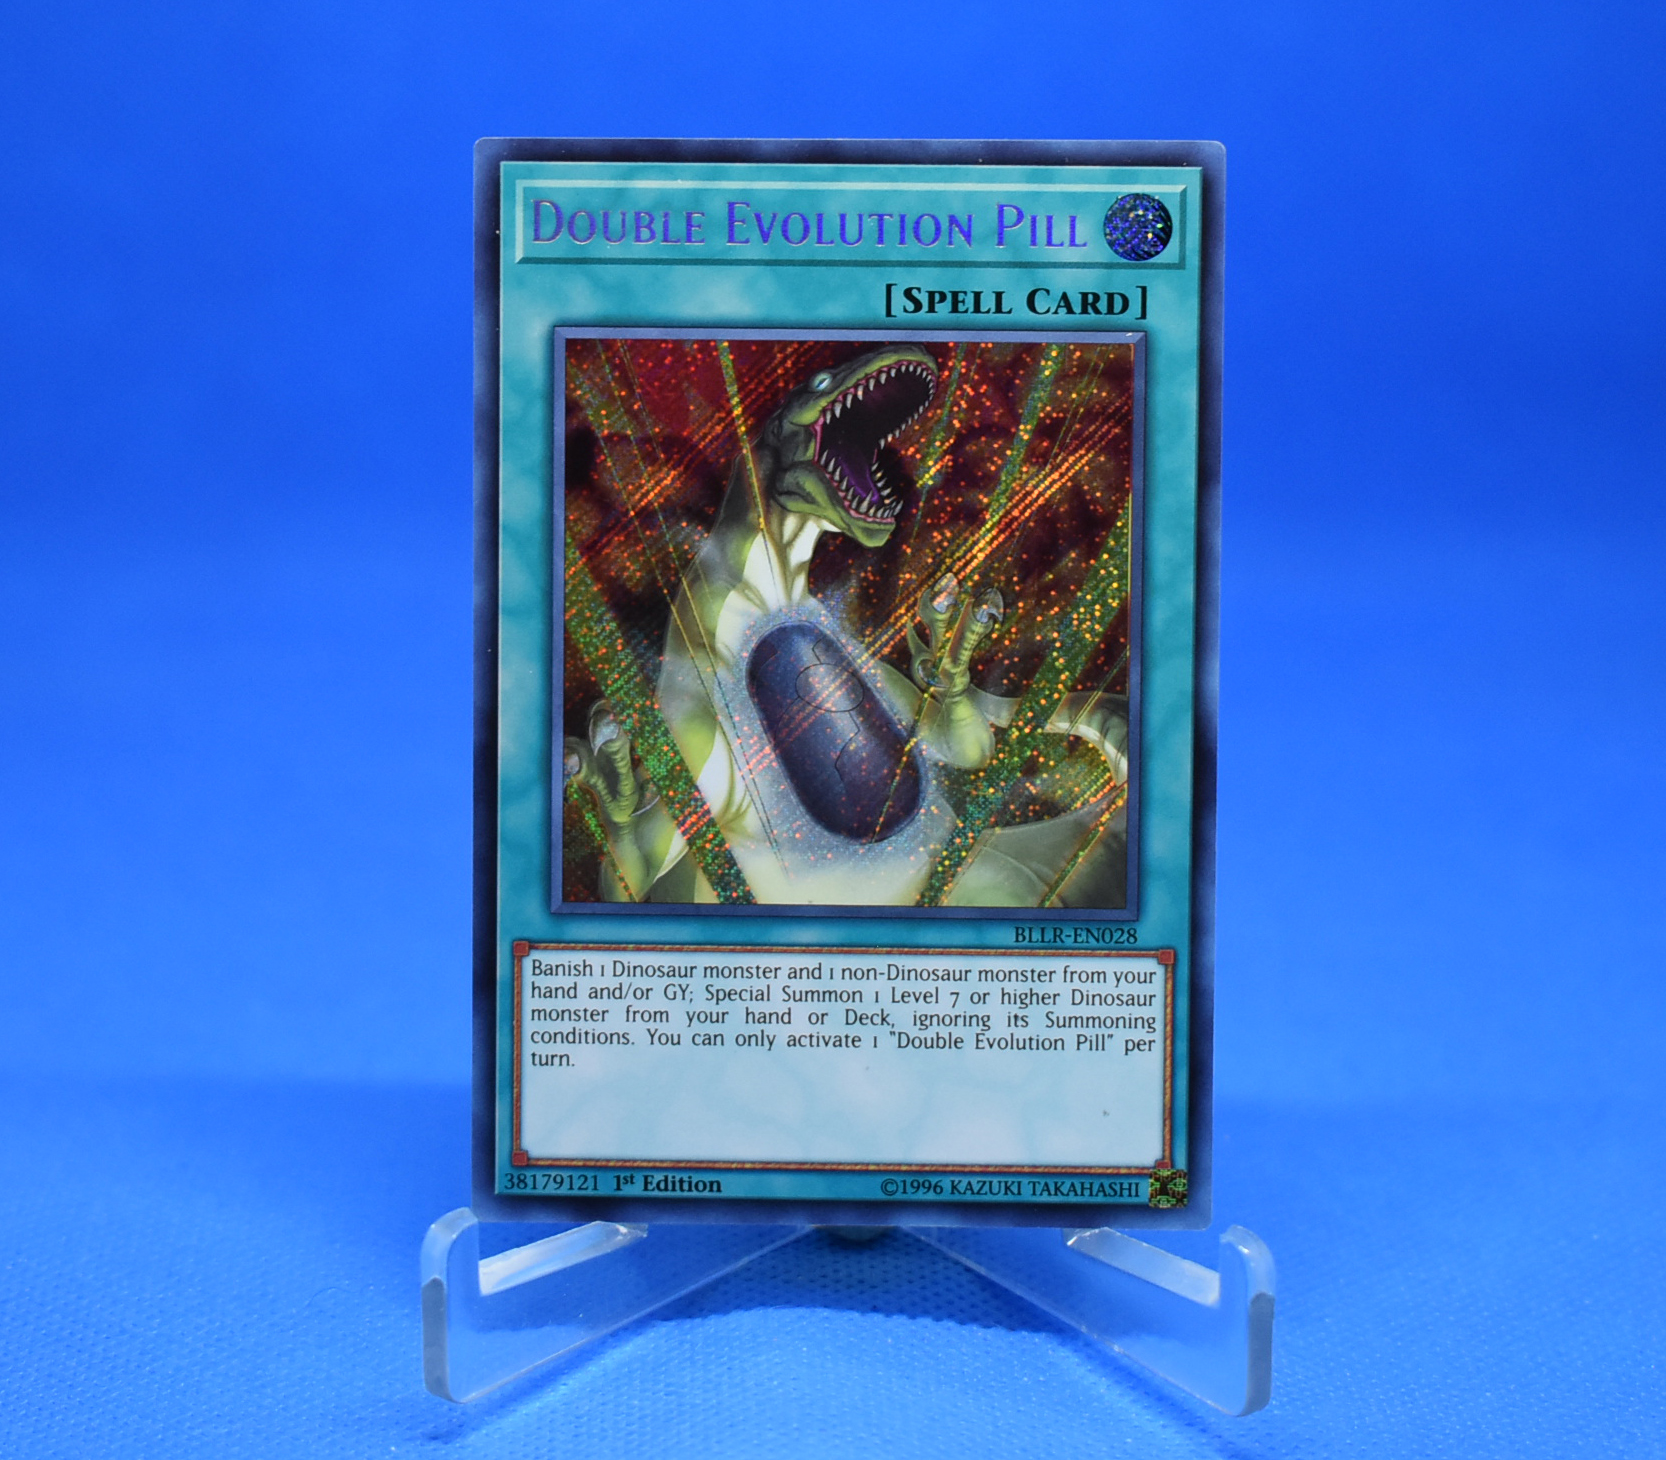 Double Evolution Pill
[Spell Card]
BLLR-EN028
Banish 1 Dinosaur monster and 1 non-Dinosaur monster from your
hand and/or GY; Special Summon 1 Level 7 or higher Dinosaur
monster from your hand or Deck, ignoring its Summoning
conditions. You can only activate 1 "Double Evolution Pill" per
turn.
38179121 1st Edition ©1996 KAZUKI TAKAHASHI